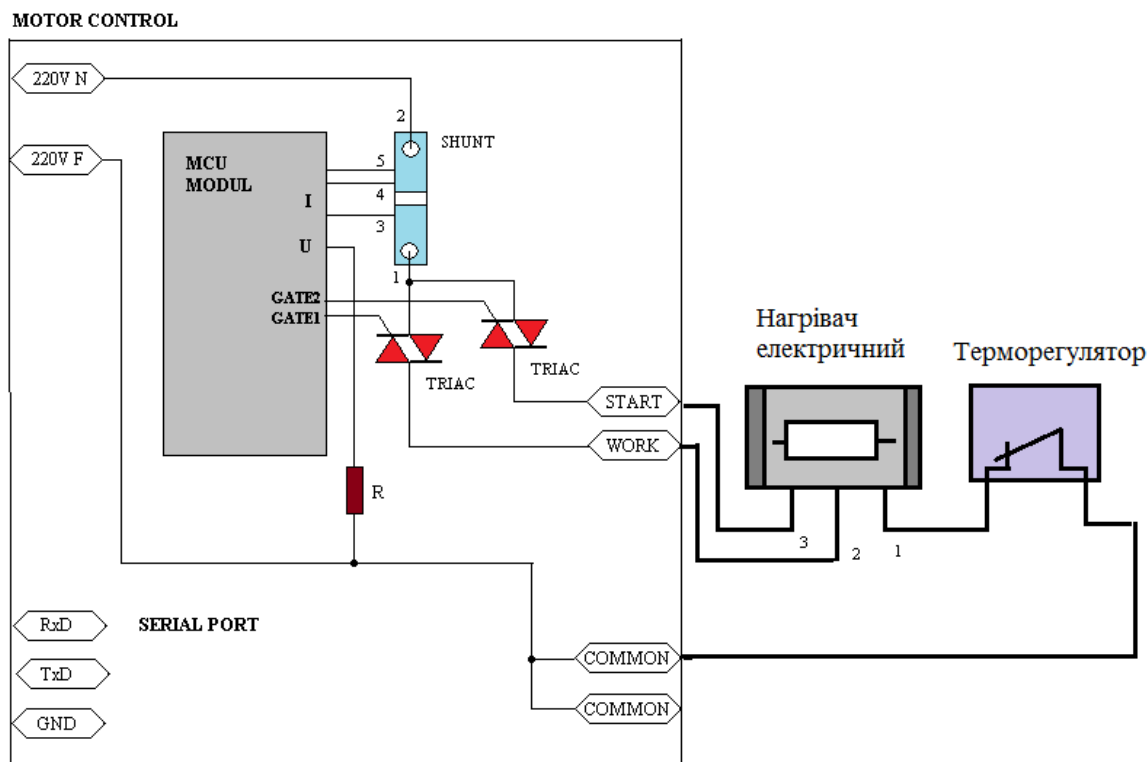 MOTOR CONTROL
220V N
2
SHUNT
220V F
MCU
MODUL
5
4
I
3
U
1
GATE2
GATE1
TRIAC
TRIAC
Нагрівач
електричний
Терморегулятор
START
WORK
R
3
2
1
RxD
SERIAL PORT
TxD
GND
COMMON
COMMON